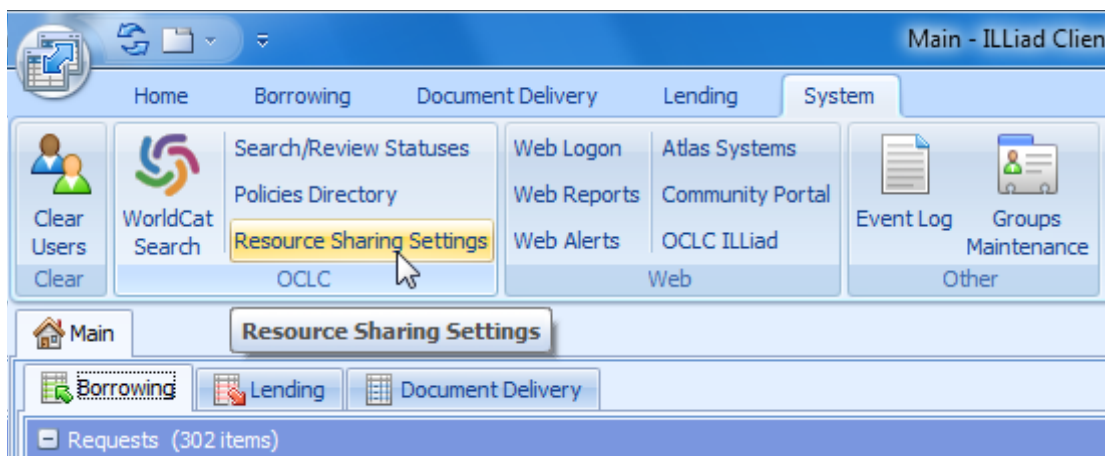 Main - ILLiad Clien
Home Borrowing Document Delivery Lending System
Search/Review Statuses Web Logon Atlas Systems
Policies Directory Web Reports Community Portal
Clear Users WorldCat Search Resource Sharing Settings Web Alerts OCLC ILLiad Event Log Groups Maintenance
Clear OCLC Web Other
Main Resource Sharing Settings
Borrowing Lending Document Delivery
Requests (302 items)